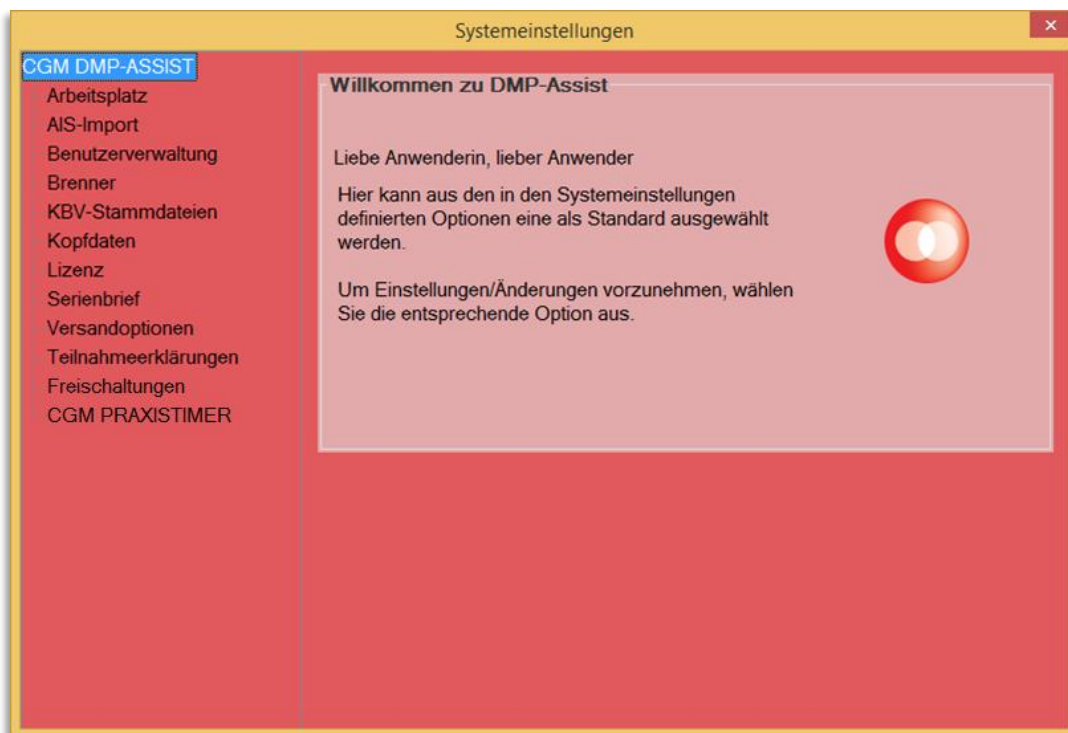 Systemeinstellungen
CGM DMP-ASSIST
Arbeitsplatz
AIS-Import
Benutzerverwaltung
Brenner
KBV-Stammdateien
Kopfdaten
Lizenz
Serienbrief
Versandoptionen
Teilnahmeerklärungen
Freischaltungen
CGM PRAXISTIMER
Willkommen zu DMP-Assist
Liebe Anwenderin, lieber Anwender
Hier kann aus den in den Systemeinstellungen
definierten Optionen eine als Standard ausgewählt
werden.
Um Einstellungen/Änderungen vorzunehmen, wählen
Sie die entsprechende Option aus.